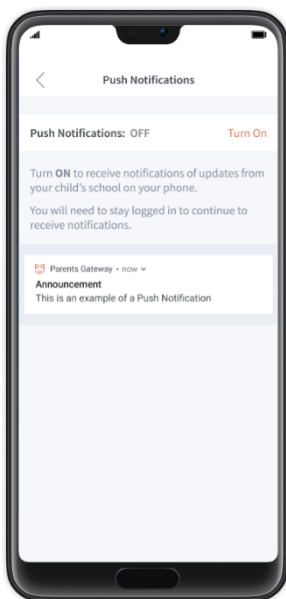 Push Notifications
Push Notifications: OFF Turn On
Turn ON to receive notifications of updates from
your child's school on your phone.
You will need to stay logged in to continue to
receive notifications.
Parents Gateway • now
Announcement
This is an example of a Push Notification